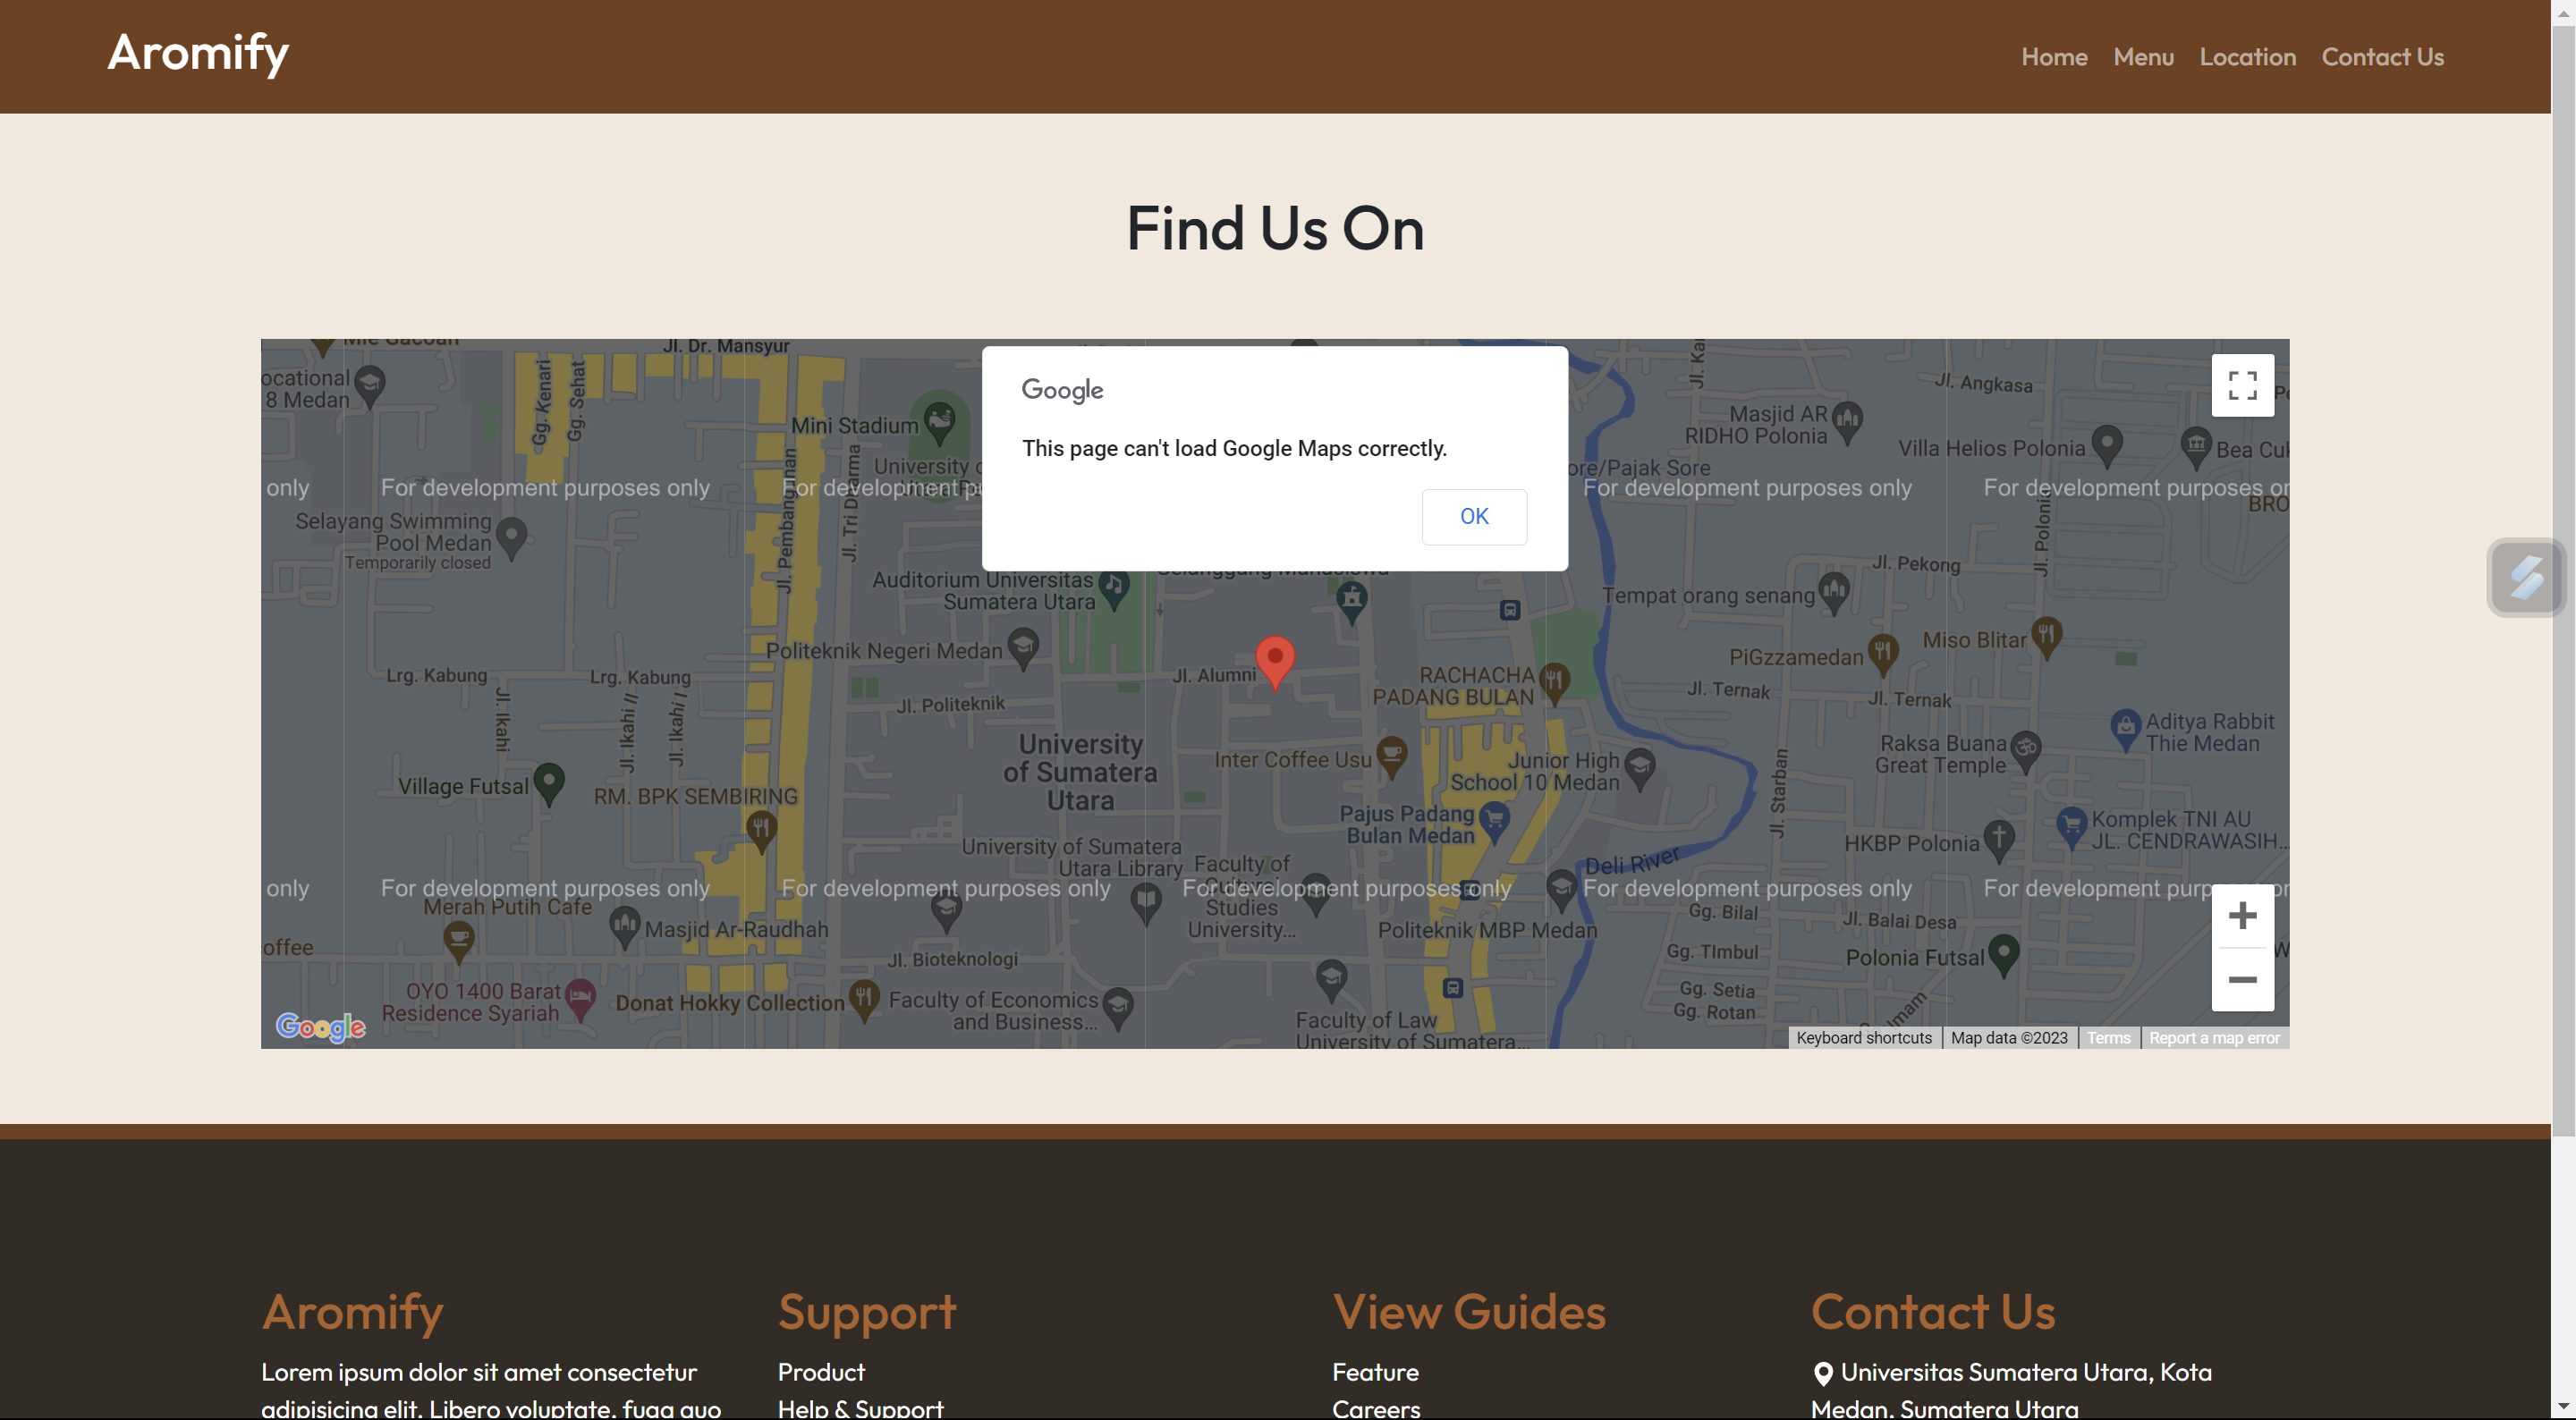 Aromify
Home
Menu
Location
Contact Us
Find Us On
Jl. Dr. Mansyur
ocational
8 Medan
Gg. Kenari
Gg. Sehat
Mini Stadium
Google
This page can't load Google Maps correctly.
OK
Jl. Angkasa
Masjid AR
RIDHO Polonia
Villa Helios Polonia
Bea Cuk
ore/Pajak Sore
only
For development purposes only
For development
For development purposes only
For development purposes or
BRO
Jl. Pembangunan
Jl. Tri Dharma
Jl. Polonia
Selayang Swimming
Pool Medan
Temporarily closed
Auditorium Universitas
Sumatera Utara
Jl. Pekong
Tempat orang senang
Politeknik Negeri Medan
Miso Blitar
PiGzzamedan
Lrg. Kabung
Lrg. Kabung
Jl. Alumni
RACHACHA
PADANG BULAN
Jl. Ternak
Jl. Ternak
Jl. Politeknik
Jl. Ikahi
Jl. Ikahi II
Jl. Ikahi I
Aditya Rabbit
Thie Medan
University
of Sumatera
Utara
Inter Coffee Usu
Junior High
School 10 Medan
Raksa Buana
Great Temple
Jl. Starban
Village Futsal
RM. BPK SEMBIRING
Pajus Padang
Bulan Medan
Komplek TNI AU
JL. CENDRAWASIH...
HKBP Polonia
University of Sumatera
Utara Library
Deli River
Faculty of
Culture
Studies
University...
only
For development purposes only
For development purposes only
For development purposes only
For development purposes only
For development purp
Merah Putih Cafe
Masjid Ar-Raudhah
Politeknik MBP Medan
Gg. Bilal
Jl. Balai Desa
offee
Jl. Bioteknologi
Gg. TImbul
Polonia Futsal
OYO 1400 Barat
Residence Syariah
Donat Hokky Collection
Faculty of Economics
and Business...
Gg. Setia
Gg. Rotan
Imam
Faculty of Law
University of Sumatera...
Google
Keyboard shortcuts
Map data ©2023
Terms
Report a map error
Aromify
Lorem ipsum dolor sit amet consectetur
adipisicing elit. Libero voluptate, fuga quo
Support
Product
Help & Support
View Guides
Feature
Careers
Contact Us
Universitas Sumatera Utara, Kota
Medan, Sumatera Utara